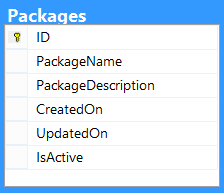 Packages
ID
PackageName
PackageDescription
CreatedOn
UpdatedOn
IsActive